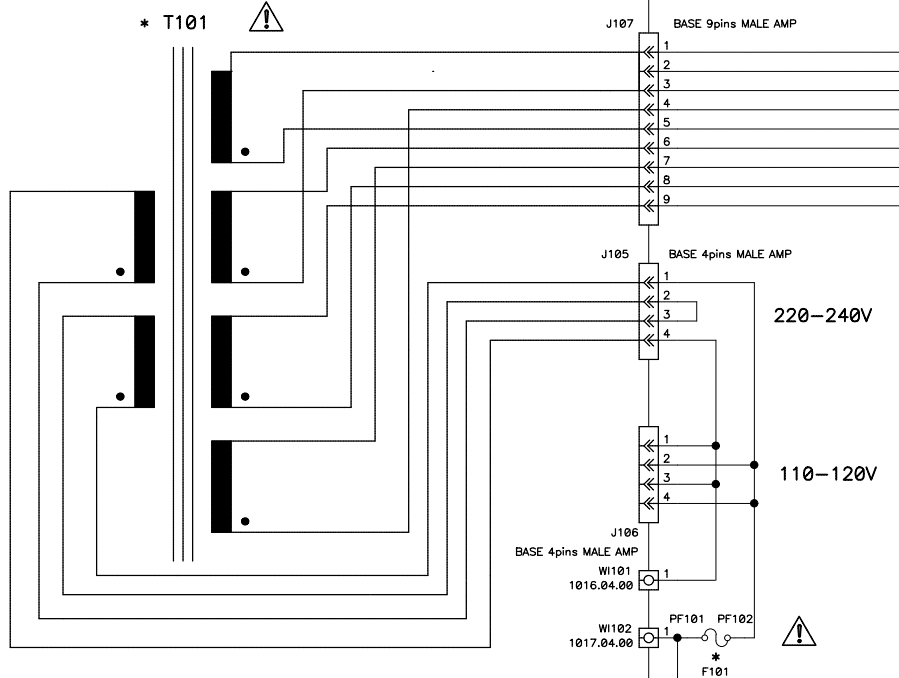 * T101
J107 BASE 9pins MALE AMP
1
2
3
4
5
6
7
8
9
J105 BASE 4pins MALE AMP
1
2
3
4
220-240V
1
2
3
4
110-120V
J106
BASE 4pins MALE AMP
WI101 1
1016.04.00
WI102 1 PF101 PF102
1017.04.00
*
F101